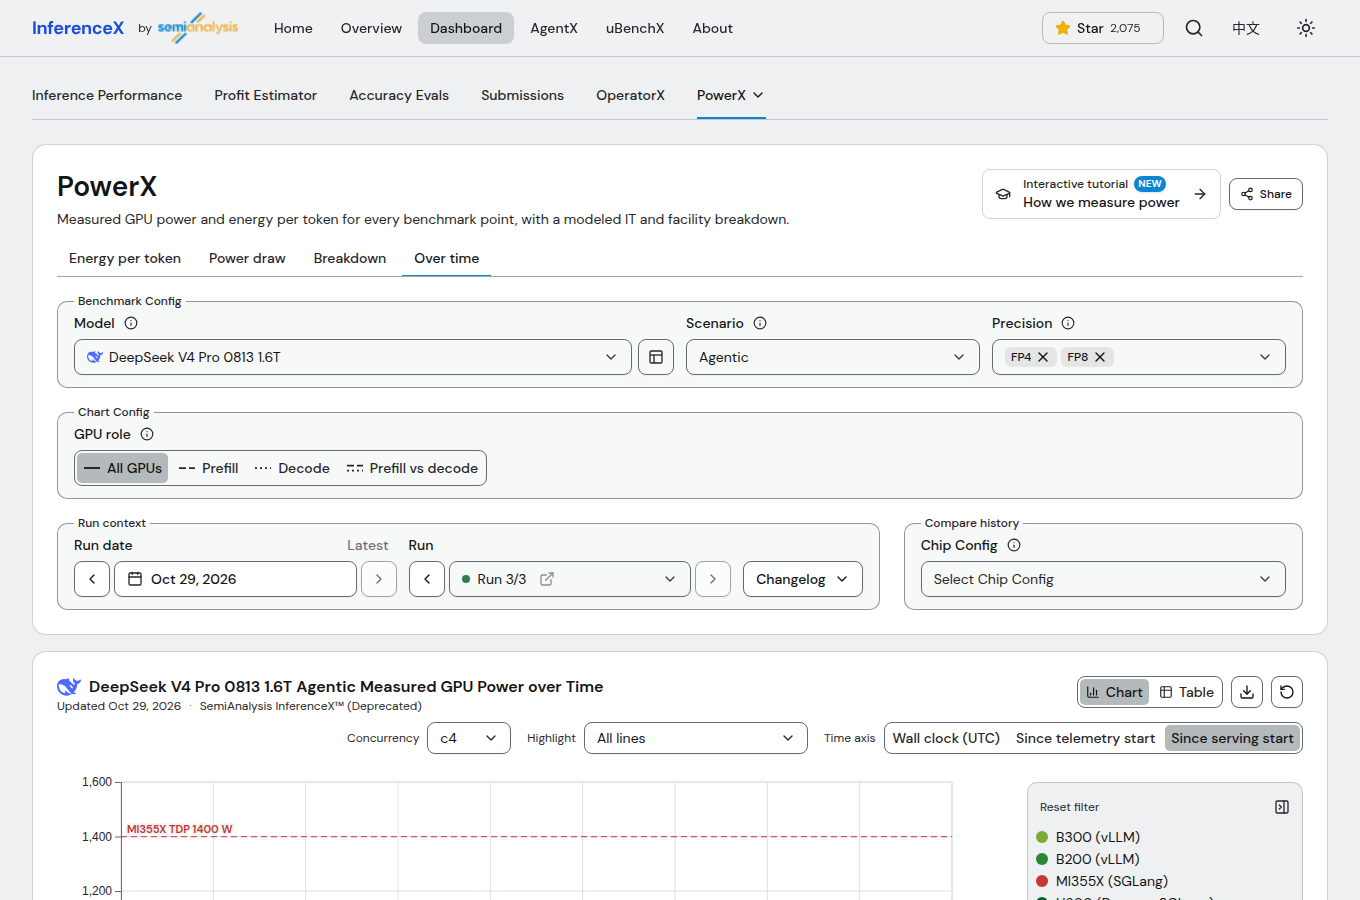 InferenceX by semianalysis Home Overview Dashboard AgentX uBenchX About Star 2,075 中文
Inference Performance Profit Estimator Accuracy Evals Submissions OperatorX PowerX
PowerX
Measured GPU power and energy per token for every benchmark point, with a modeled IT and facility breakdown.
Interactive tutorial NEW
How we measure power
Share
Energy per token Power draw Breakdown Over time
Benchmark Config
Model Scenario Precision
DeepSeek V4 Pro 0813 1.6T Agentic FP4 FP8
Chart Config
GPU role
All GPUs Prefill Decode Prefill vs decode
Run context
Run date Latest Run
Oct 29, 2026 Run 3/3 Changelog
Compare history
Chip Config
Select Chip Config
DeepSeek V4 Pro 0813 1.6T Agentic Measured GPU Power over Time
Updated Oct 29, 2026 · SemiAnalysis InferenceX™ (Deprecated)
Chart Table
Concurrency c4 Highlight All lines Time axis Wall clock (UTC) Since telemetry start Since serving start
1,600
MI355X TDP 1400 W
1,400
1,200
Reset filter
B300 (vLLM)
B200 (vLLM)
MI355X (SGLang)